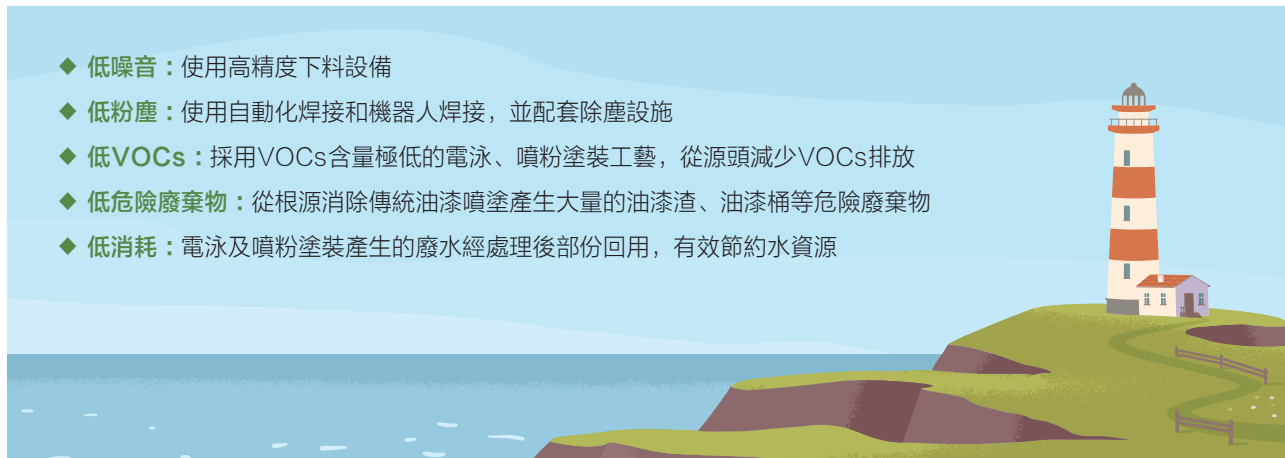 ◆ 低噪音：使用高精度下料設備
◆ 低粉塵：使用自動化焊接和機器人焊接，並配套除塵設施
◆ 低VOCs：採用VOCs含量極低的電泳、噴粉塗裝工藝，從源頭減少VOCs排放
◆ 低危險廢棄物：從根源消除傳統油漆噴塗產生大量的油漆渣、油漆桶等危險廢棄物
◆ 低消耗：電泳及噴粉塗裝產生的廢水經處理後部份回用，有效節約水資源